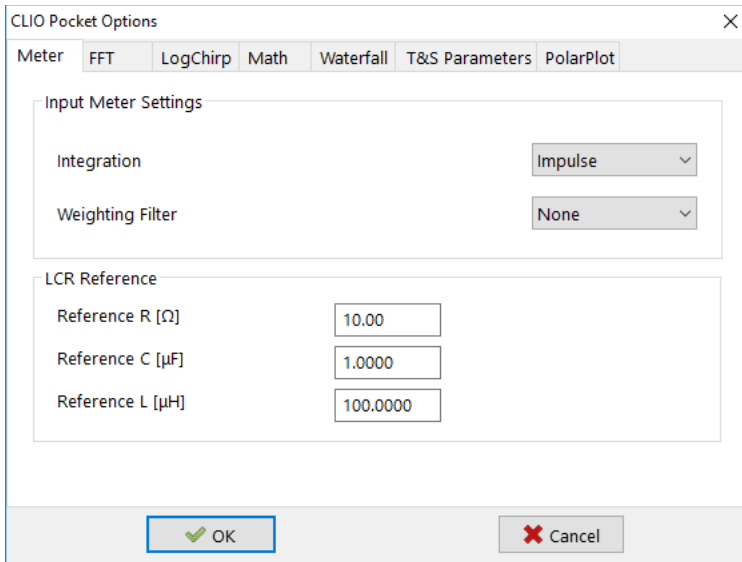 CLIO Pocket Options
Meter FFT LogChirp Math Waterfall T&S Parameters PolarPlot
Input Meter Settings
Integration Impulse
Weighting Filter None
LCR Reference
Reference R [Ω] 10.00
Reference C [µF] 1.0000
Reference L [µH] 100.0000
OK Cancel